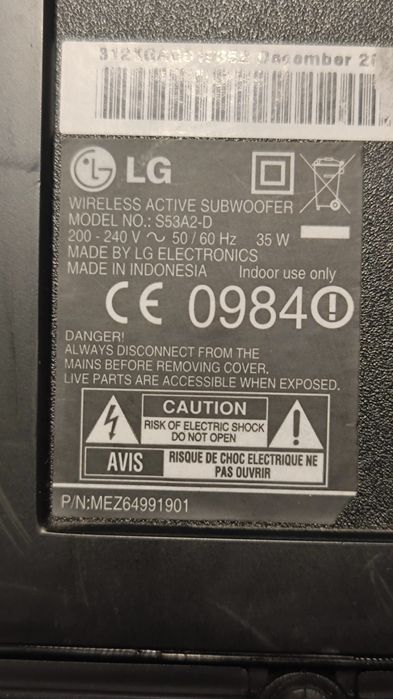 December
LG
WIRELESS ACTIVE SUBWOOFER
MODEL NO.: S53A2-D
200 - 240 V ~ 50 / 60 Hz 35 W
MADE BY LG ELECTRONICS
MADE IN INDONESIA Indoor use only
CE 0984
DANGER!
ALWAYS DISCONNECT FROM THE
MAINS BEFORE REMOVING COVER.
LIVE PARTS ARE ACCESSIBLE WHEN EXPOSED.
CAUTION
RISK OF ELECTRIC SHOCK
DO NOT OPEN
AVIS
RISQUE DE CHOC ELECTRIQUE NE
PAS OUVRIR
P/N:MEZ64991901